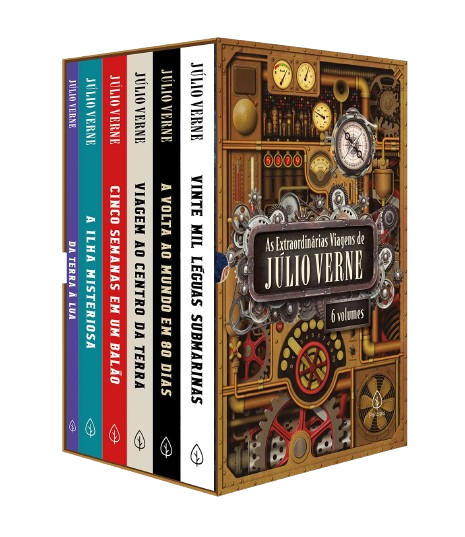 JÚLIO VERNE
DA TERRA À LUA
JÚLIO VERNE
A ILHA MISTERIOSA
JÚLIO VERNE
CINCO SEMANAS EM UM BALÃO
JÚLIO VERNE
VIAGEM AO CENTRO DA TERRA
JÚLIO VERNE
A VOLTA AO MUNDO EM 80 DIAS
JÚLIO VERNE
VINTE MIL LÉGUAS SUBMARINAS
As Extraordinárias Viagens de
JÚLIO VERNE
6 volumes